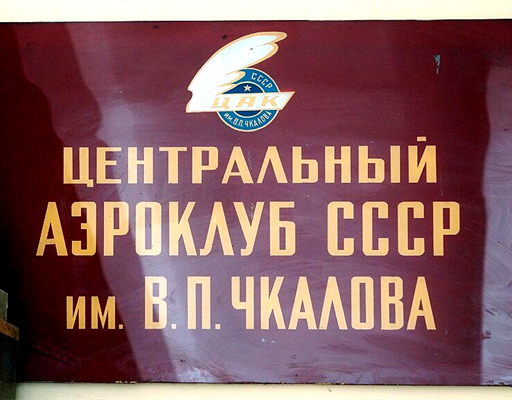 СССР
ЦАК
ИМ. В.П. ЧКАЛОВА
ЦЕНТРАЛЬНЫЙ
АЭРОКЛУБ СССР
ИМ. В. П. ЧКАЛОВА